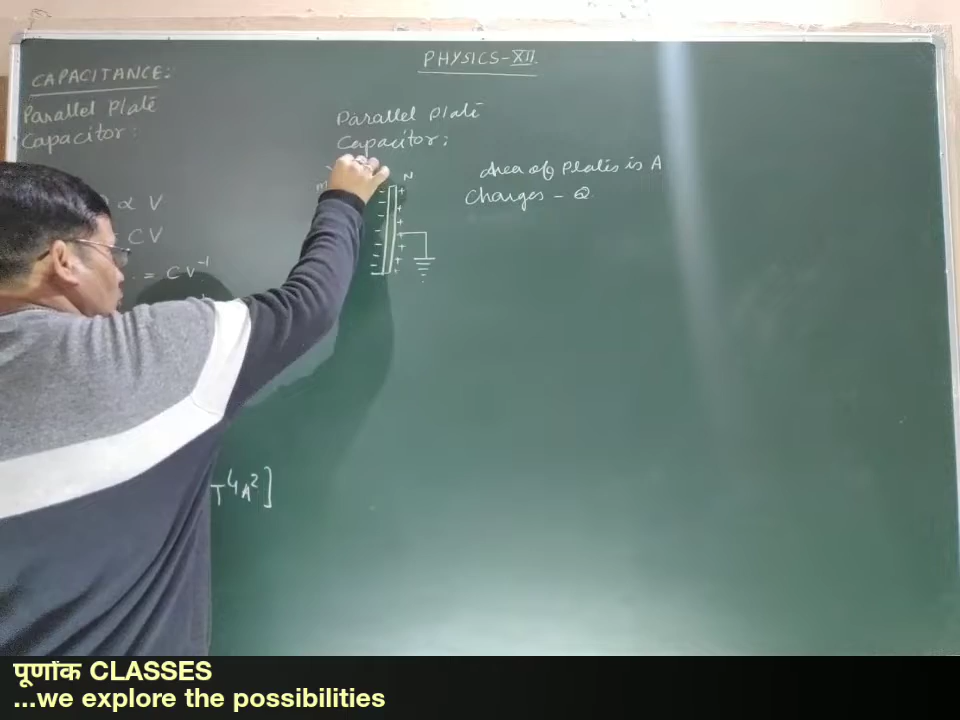 PHYSICS-XII.
CAPACITANCE:
Parallel Plate
Capacitor:
∝ V
CV
= CV⁻¹
T⁴A²]
Parallel Plate
Capacitor:
m
N
Area of Plates is A
Charges - Q
पूर्णांक CLASSES
...we explore the possibilities